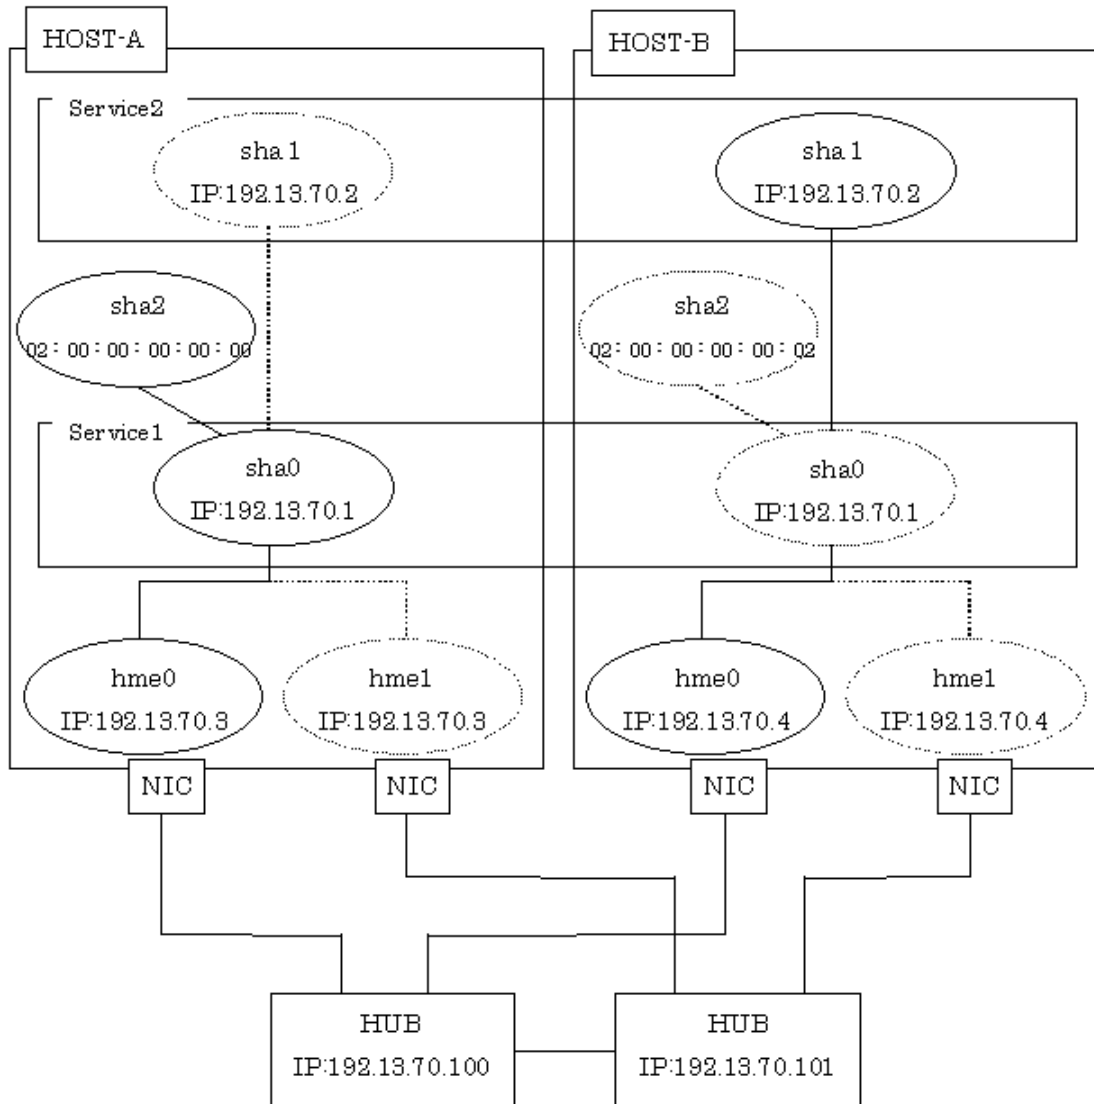 HOST-A
HOST-B
Service2
sha1
IP:192.13.70.2
sha1
IP:192.13.70.2
sha2
02:00:00:00:00:00
sha2
02:00:00:00:00:02
Service1
sha0
IP:192.13.70.1
sha0
IP:192.13.70.1
hme0
IP:192.13.70.3
hme1
IP:192.13.70.3
hme0
IP:192.13.70.4
hme1
IP:192.13.70.4
NIC
NIC
NIC
NIC
HUB
IP:192.13.70.100
HUB
IP:192.13.70.101